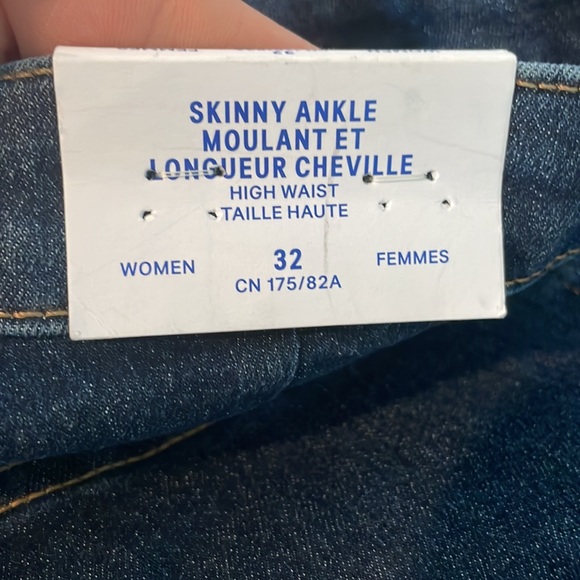 SKINNY ANKLE
MOULANT ET
LONGUEUR CHEVILLE
HIGH WAIST
TAILLE HAUTE
WOMEN 32 FEMMES
CN 175/82A